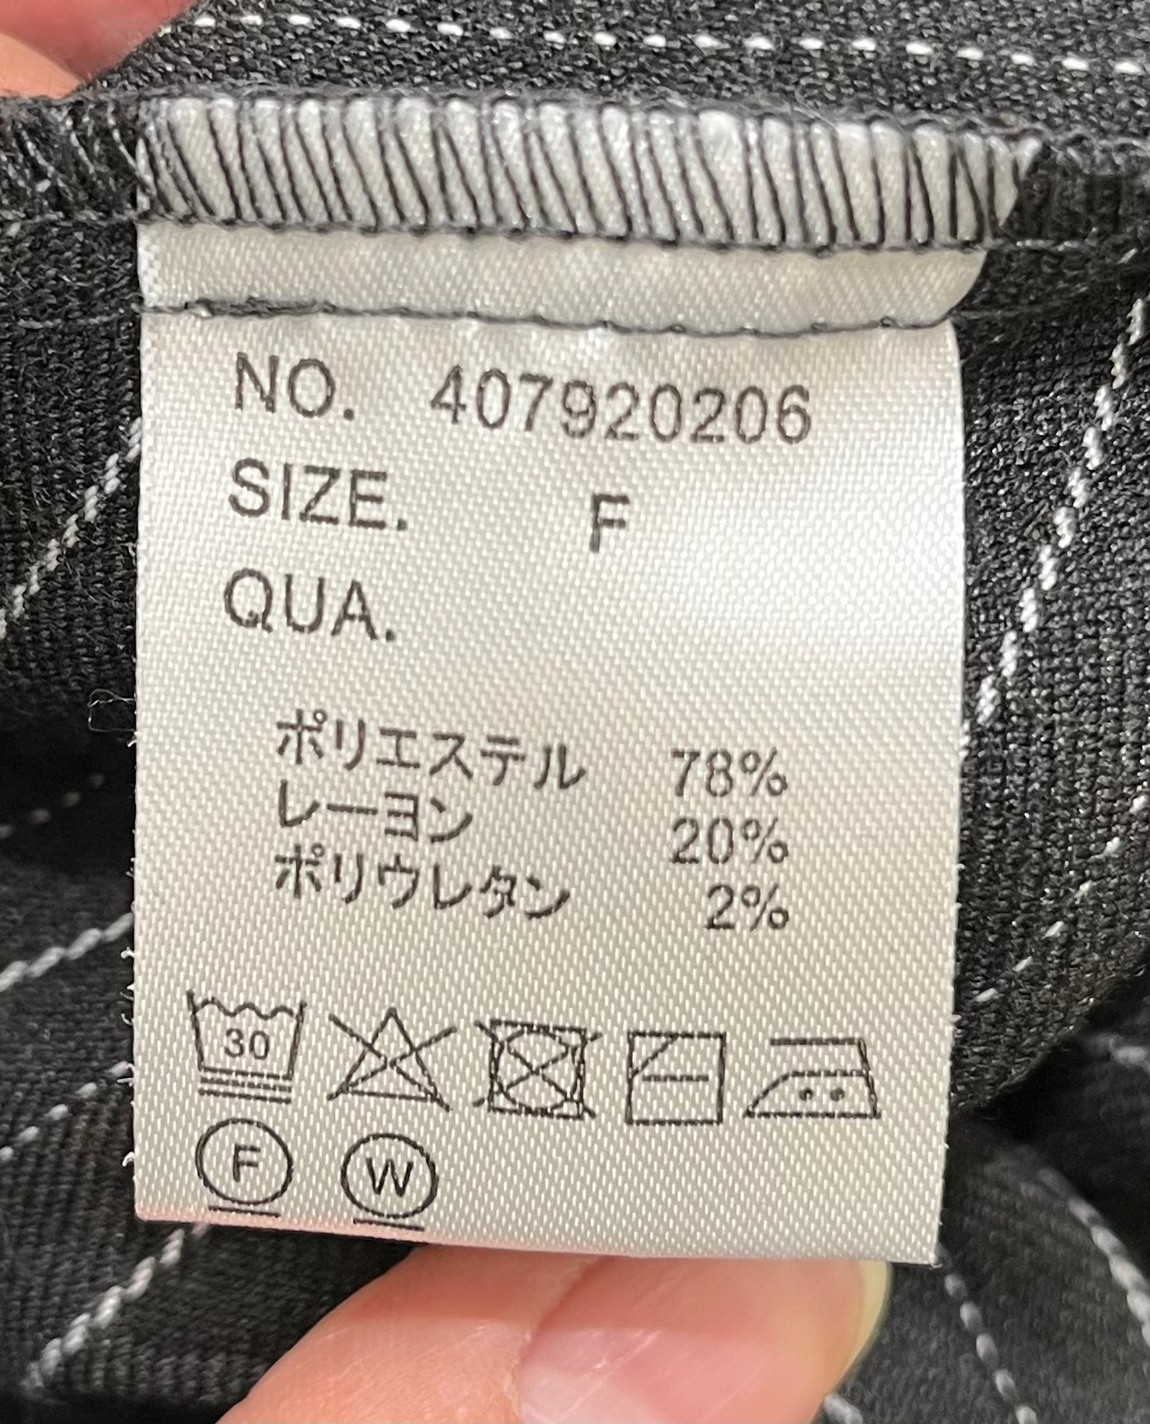 NO. 407920206
SIZE. F
QUA.
ポリエステル 78%
レーヨン 20%
ポリウレタン 2%
30
F W